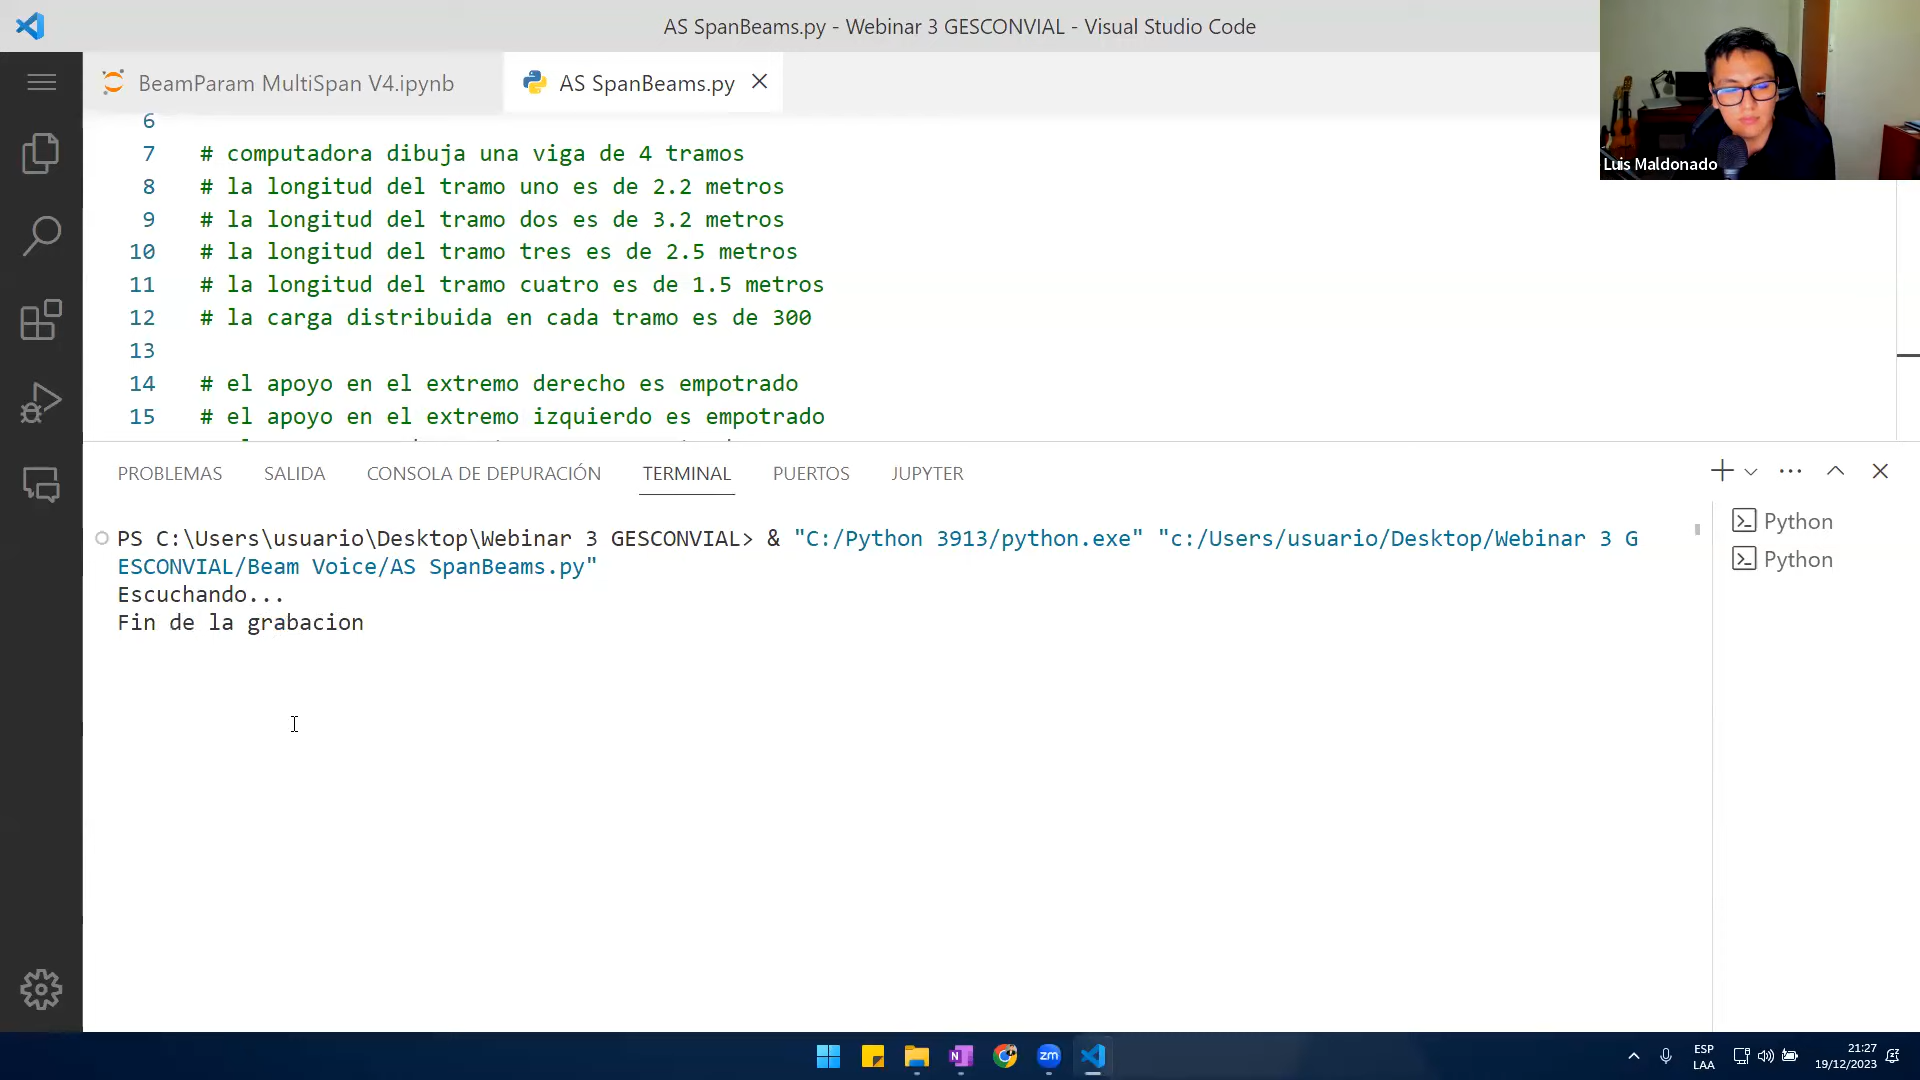 AS SpanBeams.py - Webinar 3 GESCONVIAL - Visual Studio Code
BeamParam MultiSpan V4.ipynb
AS SpanBeams.py
Luis Maldonado
6
7 # computadora dibuja una viga de 4 tramos
8 # la longitud del tramo uno es de 2.2 metros
9 # la longitud del tramo dos es de 3.2 metros
10 # la longitud del tramo tres es de 2.5 metros
11 # la longitud del tramo cuatro es de 1.5 metros
12 # la carga distribuida en cada tramo es de 300
13
14 # el apoyo en el extremo derecho es empotrado
15 # el apoyo en el extremo izquierdo es empotrado
PROBLEMAS SALIDA CONSOLA DE DEPURACIÓN TERMINAL PUERTOS JUPYTER
PS C:\Users\usuario\Desktop\Webinar 3 GESCONVIAL> & "C:/Python 3913/python.exe" "c:/Users/usuario/Desktop/Webinar 3 G
ESCONVIAL/Beam Voice/AS SpanBeams.py"
Escuchando...
Fin de la grabacion
Python
Python
zm
ESP
LAA
21:27
19/12/2023